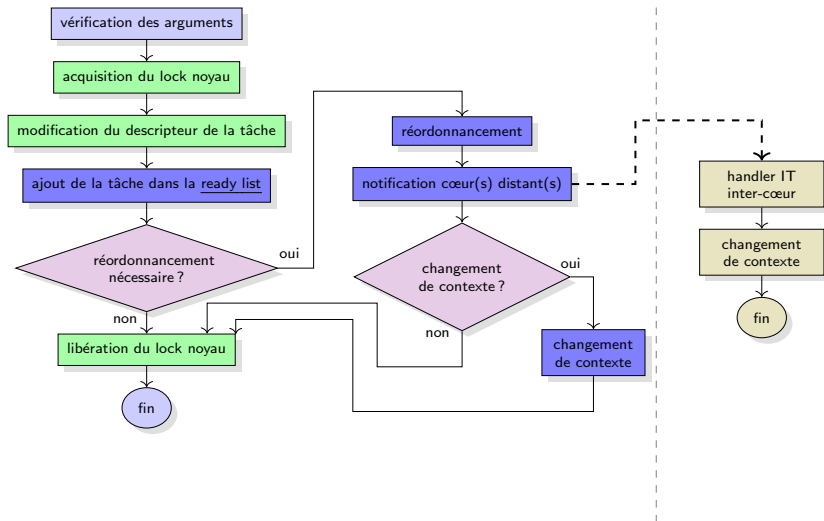 vérification des arguments
acquisition du lock noyau
modification du descripteur de la tâche
ajout de la tâche dans la ready list
réordonnancement
nécessaire ?
oui
non
libération du lock noyau
fin
réordonnancement
notification cœur(s) distant(s)
changement
de contexte ?
oui
non
changement
de contexte
handler IT
inter-cœur
changement
de contexte
fin